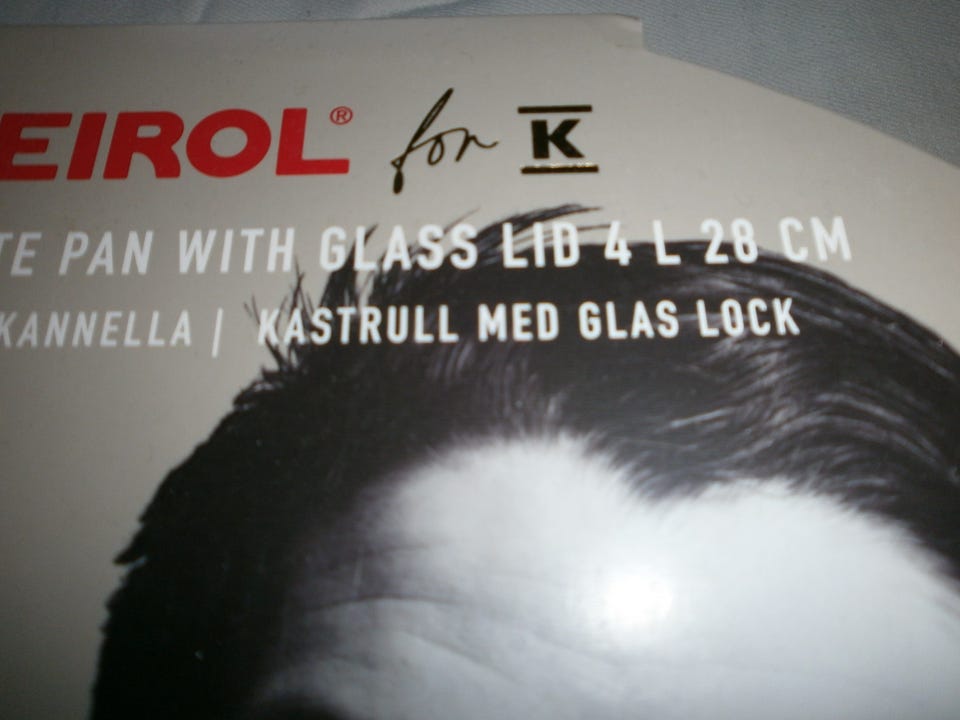 EIROL® for K
TE PAN WITH GLASS LID 4 L 28 CM
KANNELLA | KASTRULL MED GLAS LOCK